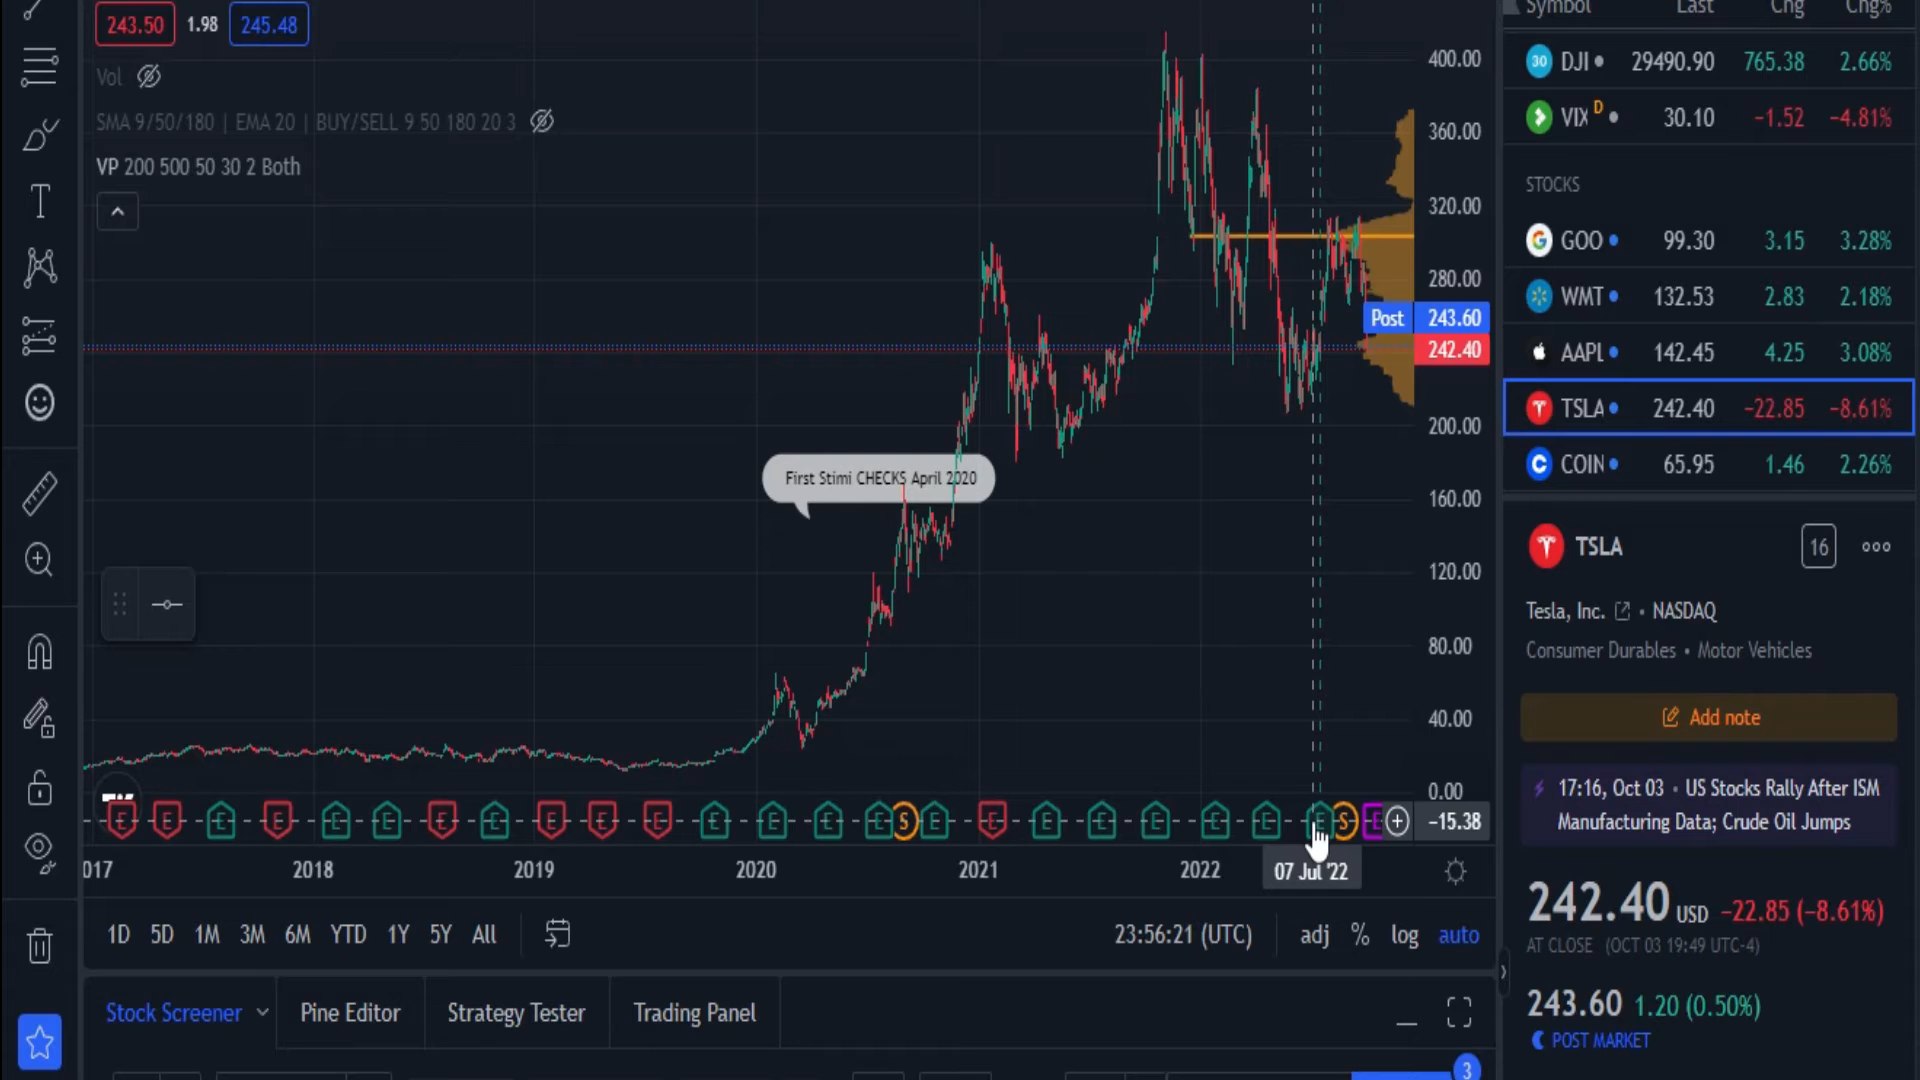 243.50 1.98 245.48
Vol
SMA 9/50/180 | EMA 20 | BUY/SELL 9 50 180 20 3
VP 200 500 50 30 2 Both
First Stimi CHECKS April 2020
400.00
360.00
320.00
280.00
Post 243.60
242.40
200.00
160.00
120.00
80.00
40.00
0.00
-15.38
E E E E E E E E E E E E E E E S E E E E E E E E S E
017 2018 2019 2020 2021 2022 07 Jul '22
1D 5D 1M 3M 6M YTD 1Y 5Y All 23:56:21 (UTC) adj % log auto
Stock Screener Pine Editor Strategy Tester Trading Panel
3
Symbol Last Chg Chg%
30 DJI 29490.90 765.38 2.66%
VIX D 30.10 −1.52 −4.81%
STOCKS
G GOO 99.30 3.15 3.28%
WMT 132.53 2.83 2.18%
AAPL 142.45 4.25 3.08%
TSLA 242.40 −22.85 −8.61%
C COIN 65.95 1.46 2.26%
TSLA 16
Tesla, Inc. • NASDAQ
Consumer Durables • Motor Vehicles
Add note
17:16, Oct 03 • US Stocks Rally After ISM
Manufacturing Data; Crude Oil Jumps
242.40 USD −22.85 (−8.61%)
AT CLOSE (OCT 03 19:49 UTC-4)
243.60 1.20 (0.50%)
POST MARKET